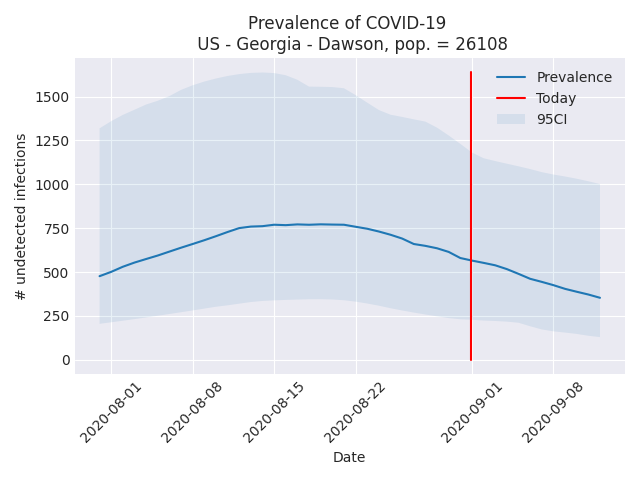 Prevalence of COVID-19
US - Georgia - Dawson, pop. = 26108
Prevalence
Today
95CI
# undetected infections
1500
1250
1000
750
500
250
0
2020-08-01
2020-08-08
2020-08-15
2020-08-22
2020-09-01
2020-09-08
Date